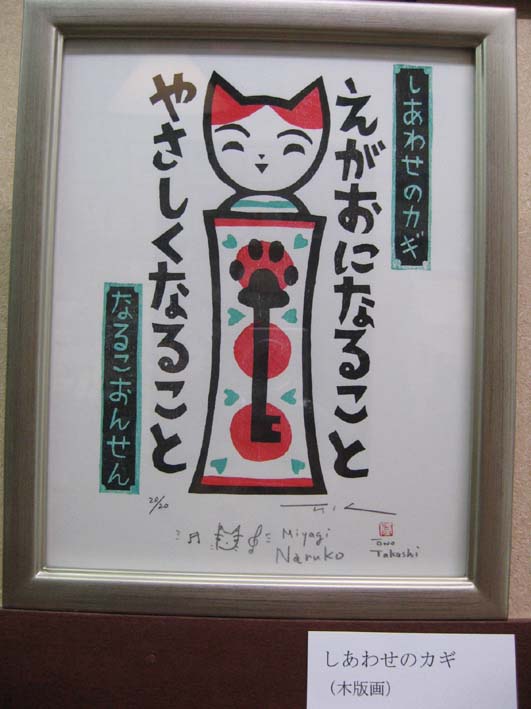 しあわせのカギ
えがおになること
やさしくなること
なるこおんせん
20/20
Miyagi
Naruko
Ono
Takashi
しあわせのカギ
(木版画)